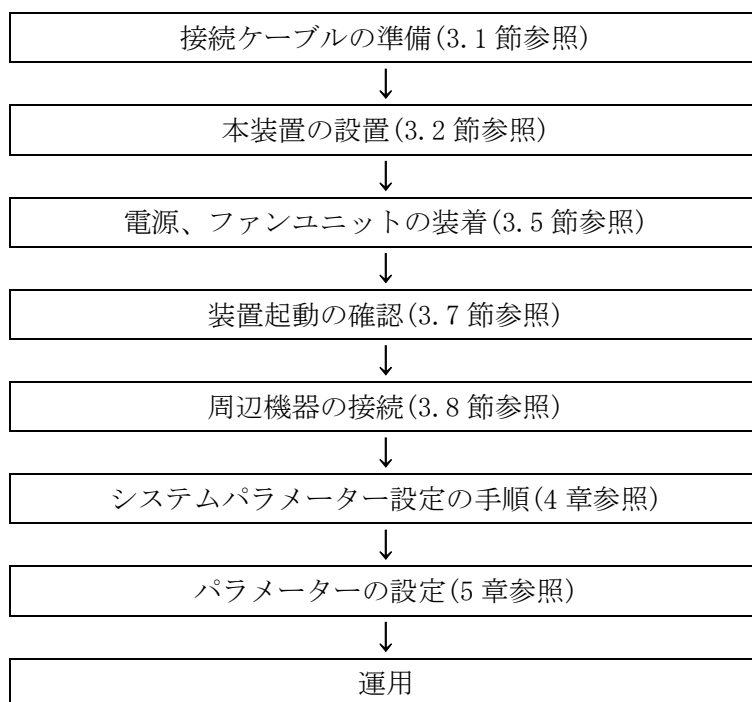 接続ケーブルの準備(3.1 節参照)
↓
本装置の設置(3.2 節参照)
↓
電源、ファンユニットの装着(3.5 節参照)
↓
装置起動の確認(3.7 節参照)
↓
周辺機器の接続(3.8 節参照)
↓
システムパラメーター設定の手順(4 章参照)
↓
パラメーターの設定(5 章参照)
↓
運用